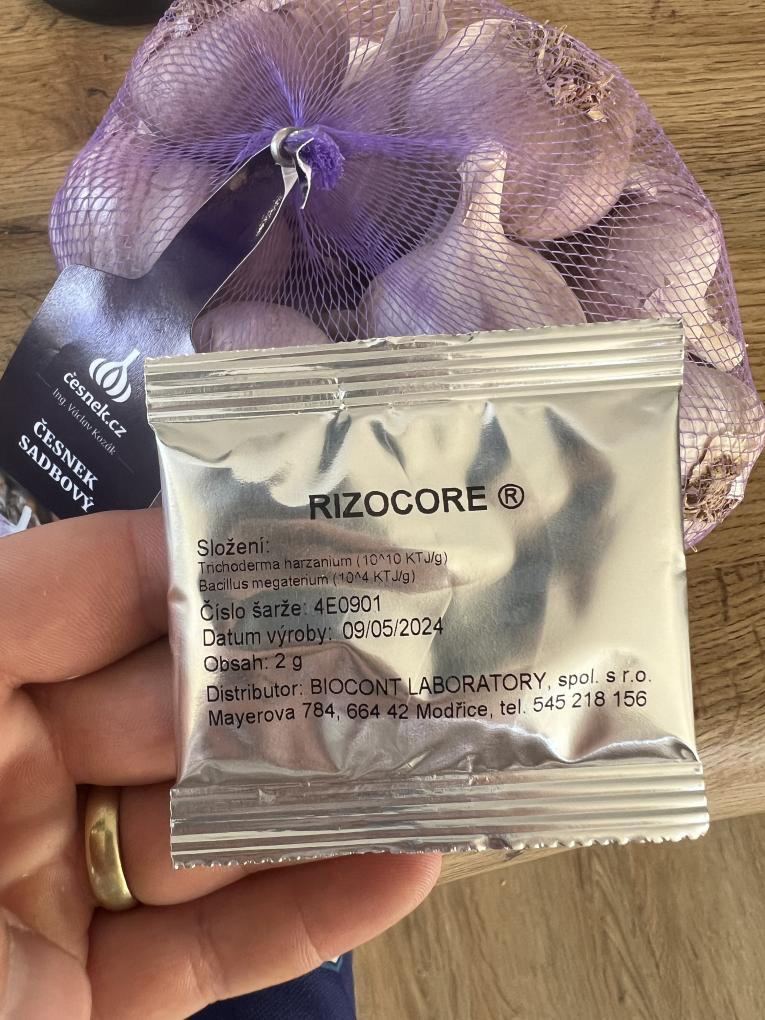 česnek.cz
Ing. Václav Kozák
ČESNEK
SADBOVÝ
RIZOCORE ®
Složení:
Trichoderma harzanium (10^10 KTJ/g)
Bacillus megaterium (10^4 KTJ/g)
Číslo šarže: 4E0901
Datum výroby: 09/05/2024
Obsah: 2 g
Distributor: BIOCONT LABORATORY, spol. s r.o.
Mayerova 784, 664 42 Modřice, tel. 545 218 156